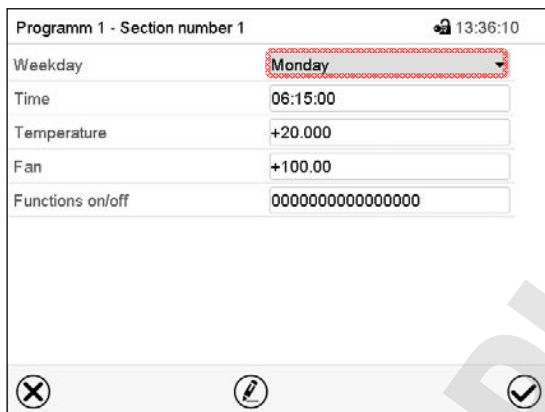 Programm 1 - Section number 1 13:36:10
Weekday Monday
Time 06:15:00
Temperature +20.000
Fan +100.00
Functions on/off 0000000000000000